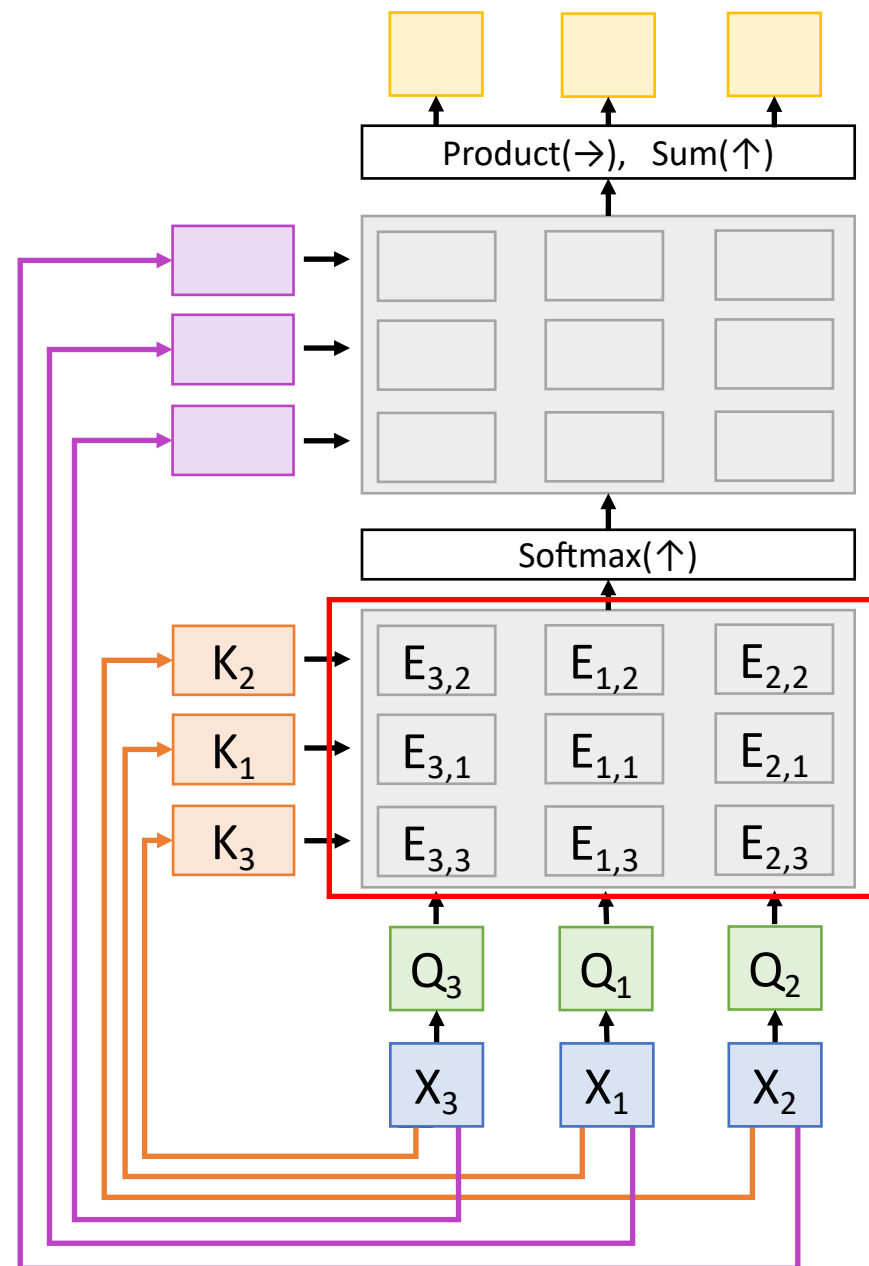 Product(→), Sum(↑)
Softmax(↑)
K₂ E₃,₂ E₁,₂ E₂,₂
K₁ E₃,₁ E₁,₁ E₂,₁
K₃ E₃,₃ E₁,₃ E₂,₃
Q₃ Q₁ Q₂
X₃ X₁ X₂